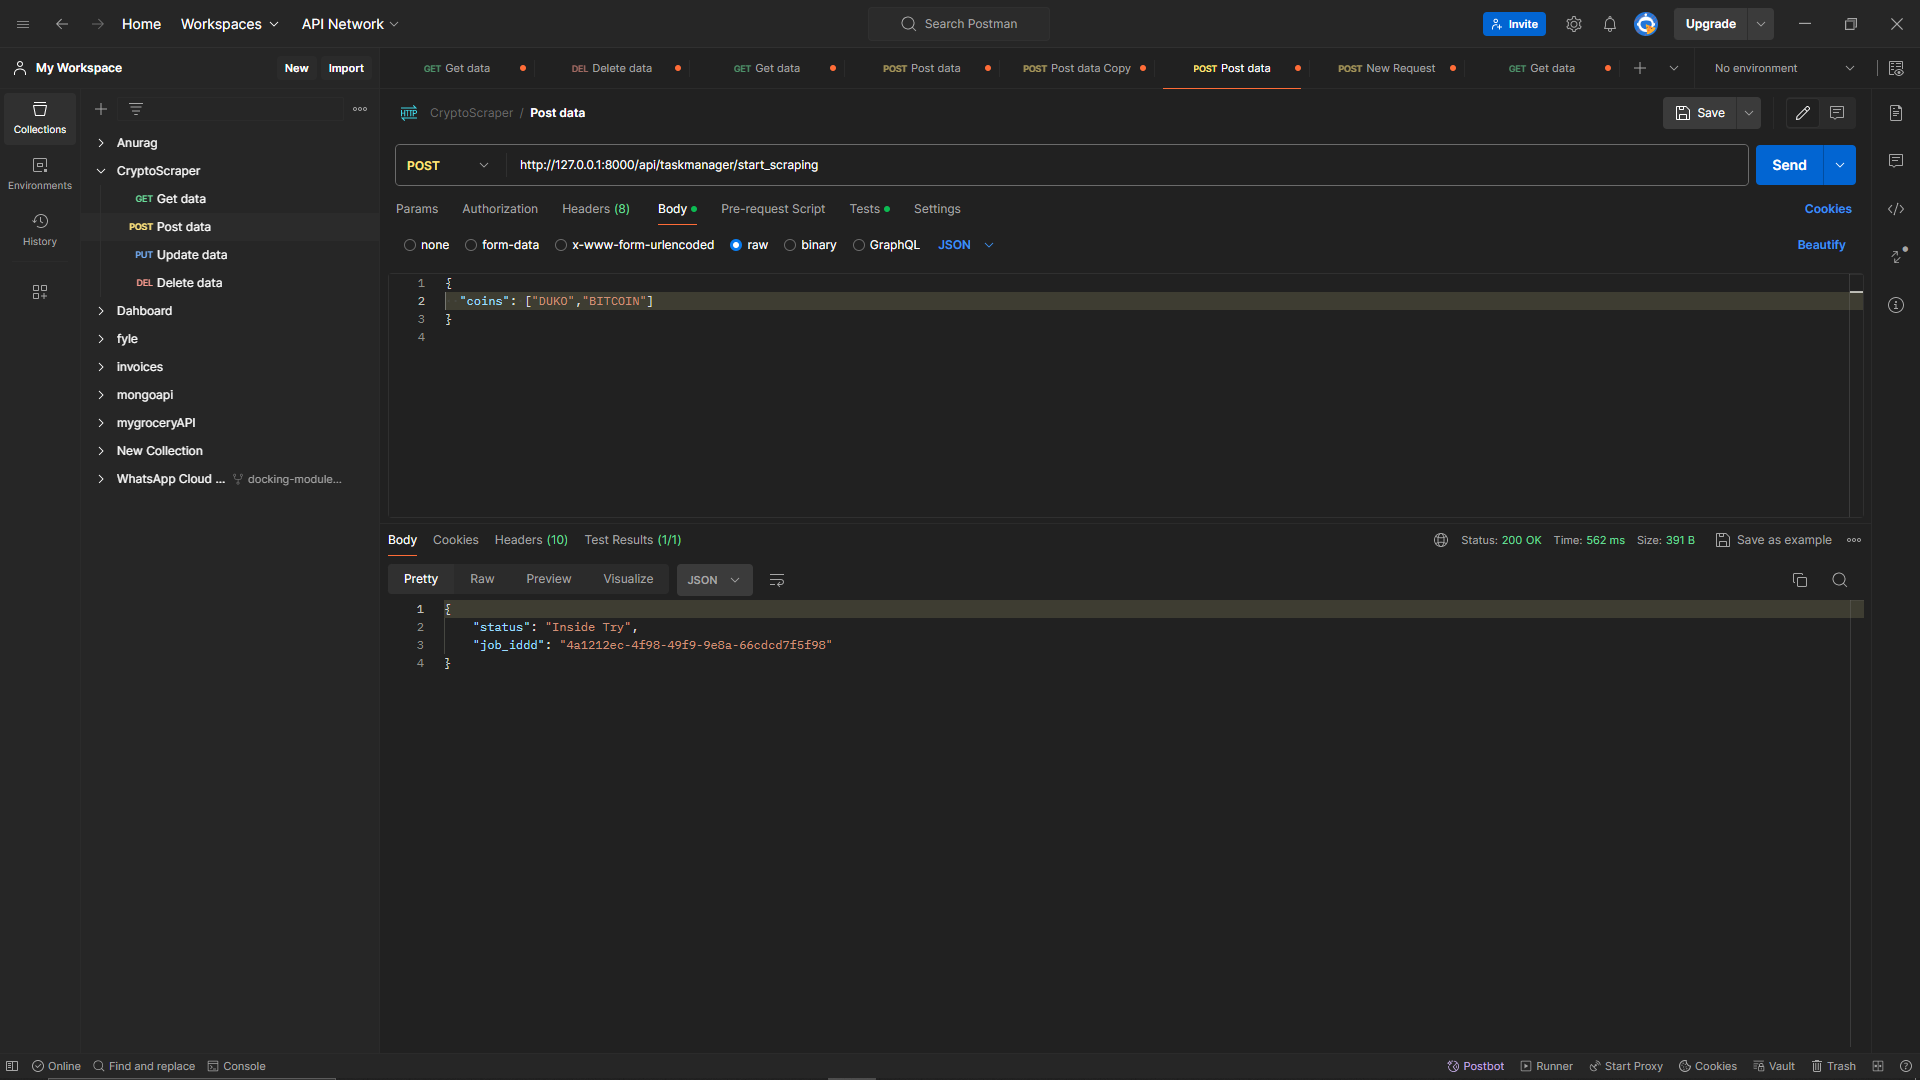 Home Workspaces API Network Search Postman Invite Upgrade
My Workspace New Import GET Get data DEL Delete data GET Get data POST Post data POST Post data Copy POST Post data POST New Request GET Get data No environment
Collections
Environments
History
Anurag
CryptoScraper
GET Get data
POST Post data
PUT Update data
DEL Delete data
Dahboard
fyle
invoices
mongoapi
mygroceryAPI
New Collection
WhatsApp Cloud ... docking-module...
HTTP CryptoScraper / Post data Save
POST http://127.0.0.1:8000/api/taskmanager/start_scraping Send
Params Authorization Headers (8) Body Pre-request Script Tests Settings Cookies
none form-data x-www-form-urlencoded raw binary GraphQL JSON Beautify
1 {
2 "coins": ["DUKO","BITCOIN"]
3 }
4
Body Cookies Headers (10) Test Results (1/1) Status: 200 OK Time: 562 ms Size: 391 B Save as example
Pretty Raw Preview Visualize JSON
1 {
2 "status": "Inside Try",
3 "job_iddd": "4a1212ec-4f98-49f9-9e8a-66cdcd7f5f98"
4 }
Online Find and replace Console Postbot Runner Start Proxy Cookies Vault Trash